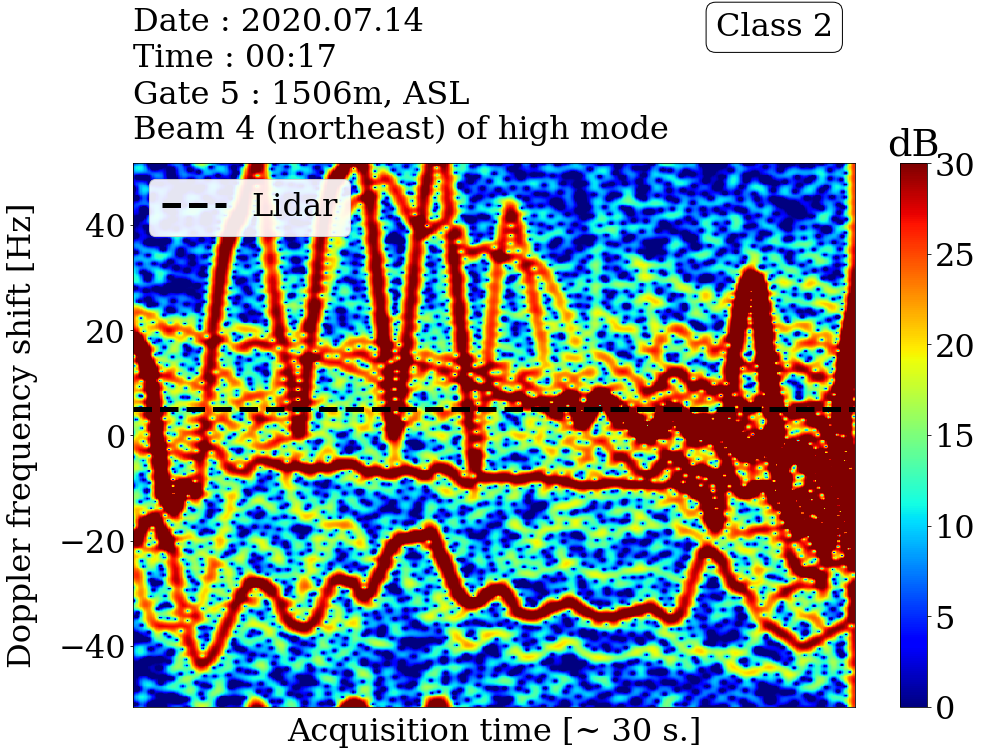 Date : 2020.07.14
Time : 00:17
Gate 5 : 1506m, ASL
Beam 4 (northeast) of high mode
Class 2
dB
Lidar
Doppler frequency shift [Hz]
40
20
0
−20
−40
30
25
20
15
10
5
0
Acquisition time [~ 30 s.]